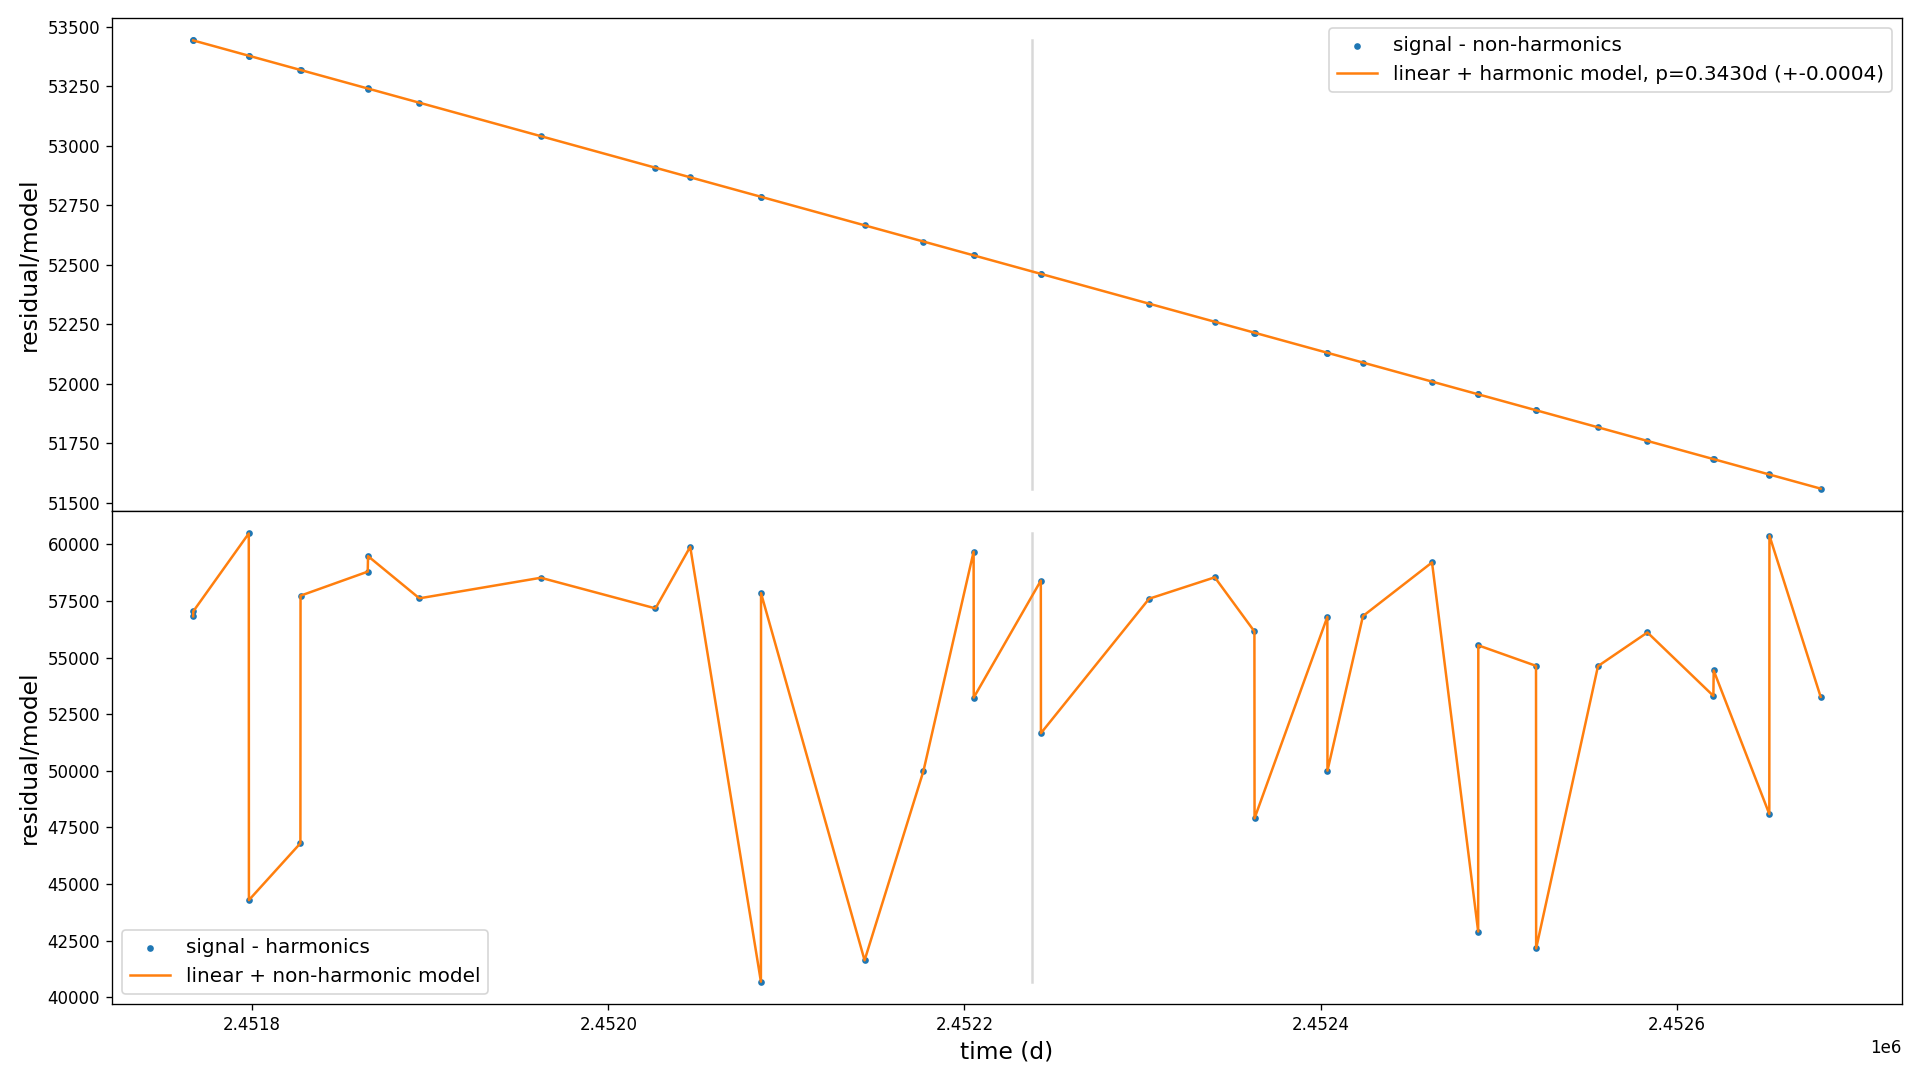 53500
53250
53000
52750
52500
52250
52000
51750
51500
residual/model
signal - non-harmonics
linear + harmonic model, p=0.3430d (+-0.0004)
60000
57500
55000
52500
50000
47500
45000
42500
40000
residual/model
signal - harmonics
linear + non-harmonic model
2.4518 2.4520 2.4522 2.4524 2.4526
1e6
time (d)